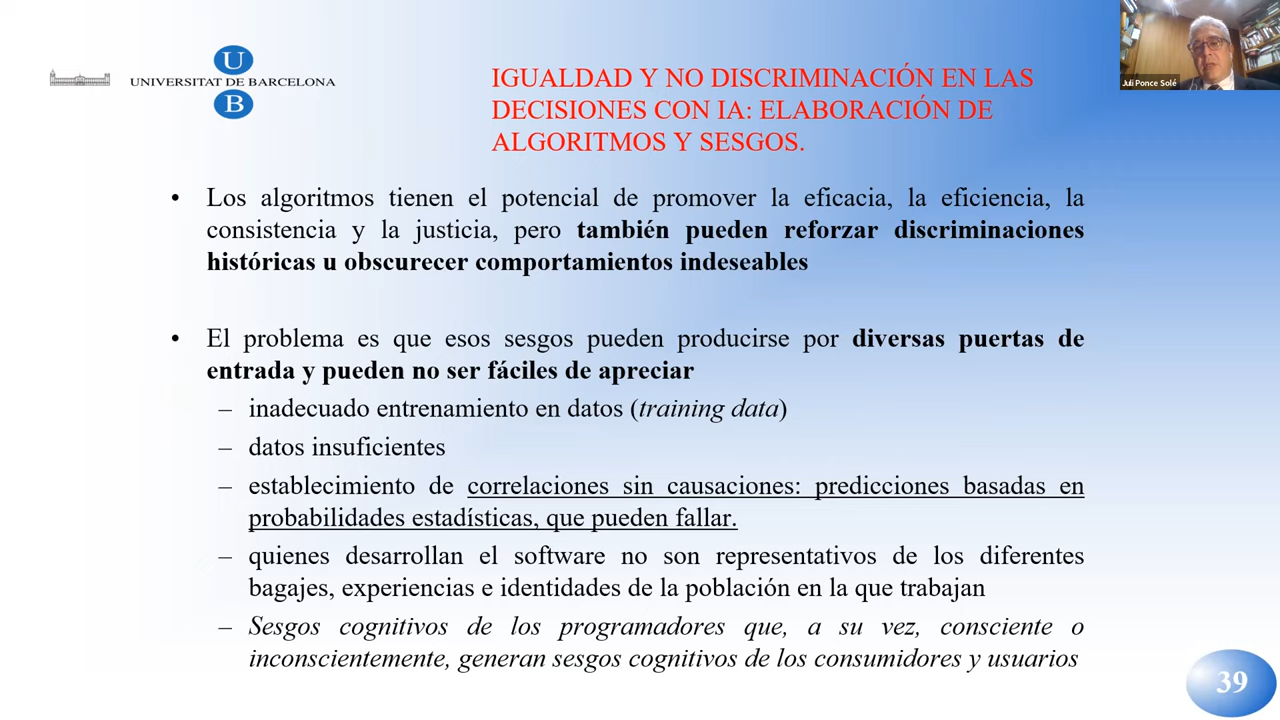 U
UNIVERSITAT DE BARCELONA
B
Juli Ponce Solé
IGUALDAD Y NO DISCRIMINACIÓN EN LAS
DECISIONES CON IA: ELABORACIÓN DE
ALGORITMOS Y SESGOS.
• Los algoritmos tienen el potencial de promover la eficacia, la eficiencia, la
consistencia y la justicia, pero también pueden reforzar discriminaciones
históricas u obscurecer comportamientos indeseables
• El problema es que esos sesgos pueden producirse por diversas puertas de
entrada y pueden no ser fáciles de apreciar
– inadecuado entrenamiento en datos (training data)
– datos insuficientes
– establecimiento de correlaciones sin causaciones: predicciones basadas en
probabilidades estadísticas, que pueden fallar.
– quienes desarrollan el software no son representativos de los diferentes
bagajes, experiencias e identidades de la población en la que trabajan
– Sesgos cognitivos de los programadores que, a su vez, consciente o
inconscientemente, generan sesgos cognitivos de los consumidores y usuarios
39